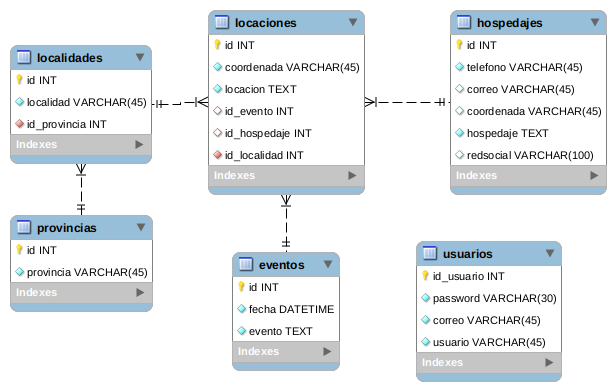 localidades
id INT
localidad VARCHAR(45)
id_provincia INT
Indexes
locaciones
id INT
coordenada VARCHAR(45)
locacion TEXT
id_evento INT
id_hospedaje INT
id_localidad INT
Indexes
hospedajes
id INT
telefono VARCHAR(45)
correo VARCHAR(45)
coordenada VARCHAR(45)
hospedaje TEXT
redsocial VARCHAR(100)
Indexes
provincias
id INT
provincia VARCHAR(45)
Indexes
eventos
id INT
fecha DATETIME
evento TEXT
Indexes
usuarios
id_usuario INT
password VARCHAR(30)
correo VARCHAR(45)
usuario VARCHAR(45)
Indexes